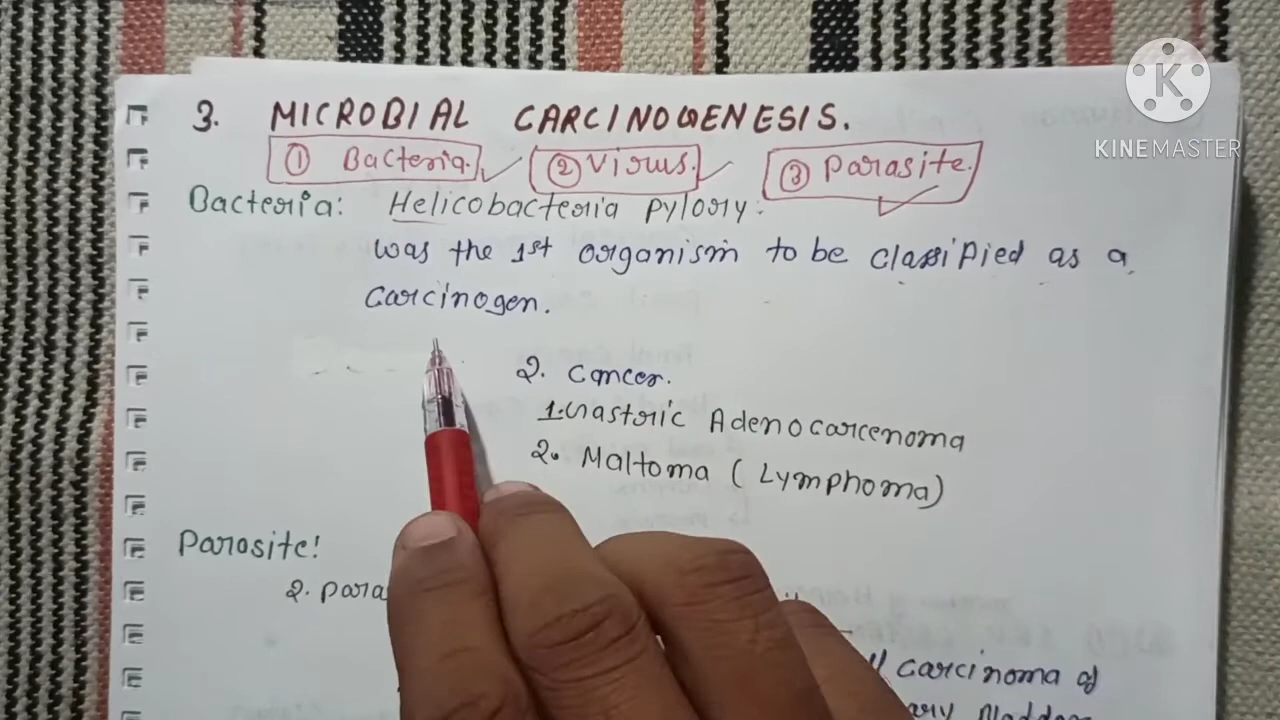 3. MICROBIAL CARCINOGENESIS.
① Bacteria. ② Virus. ③ Parasite.
Bacteria: Helicobacteria Pylory:
was the 1st organism to be classified as a
carcinogen.
2. Cancer.
1. Gastric Adenocarcenoma
2. Maltoma (Lymphoma)
Parasite!
2. para
carcinoma of
K
KINEMASTER